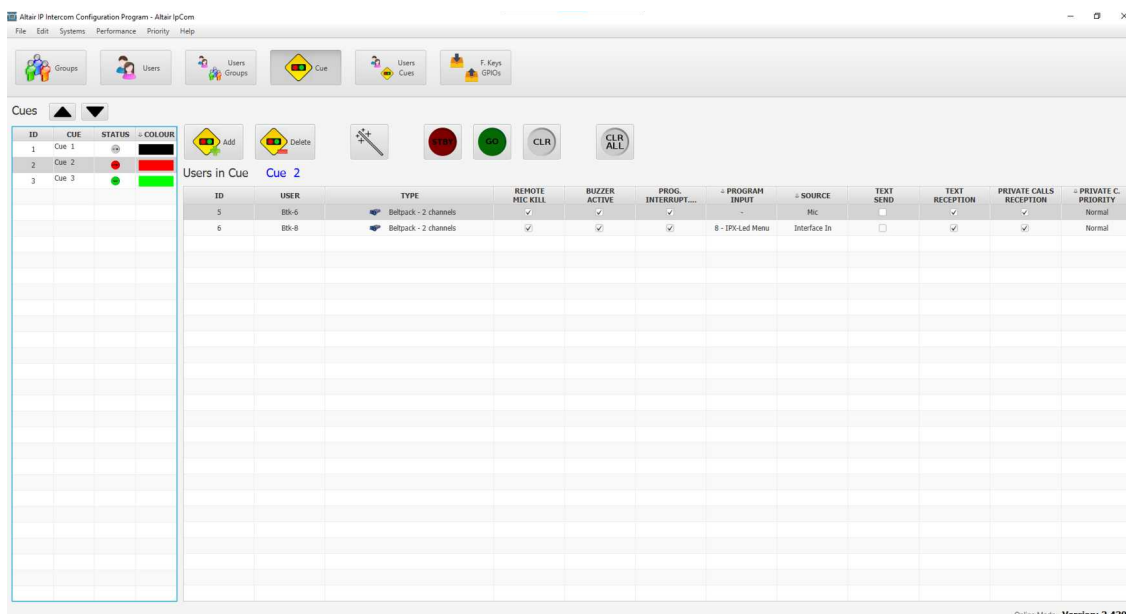 Altair IP Intercom Configuration Program - Altair IpCom
File Edit Systems Performance Priority Help
Groups
Users
Users
Groups
Cue
Users
Cues
F. Keys
GPIOs
Cues
ID CUE STATUS COLOUR
1 Cue 1
2 Cue 2
3 Cue 3
Add
Delete
STBY
GO
CLR
CLR
ALL
Users in Cue Cue 2
ID USER TYPE REMOTE MIC KILL BUZZER ACTIVE PROG. INTERRUPT.... PROGRAM INPUT SOURCE TEXT SEND TEXT RECEPTION PRIVATE CALLS RECEPTION PRIVATE C. PRIORITY
5 Btk-6 Beltpack - 2 channels - Mic Normal
6 Btk-8 Beltpack - 2 channels 8 - IPX-Led Menu Interface In Normal